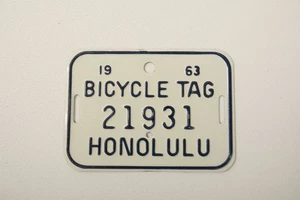 19 63
BICYCLE TAG
21931
HONOLULU